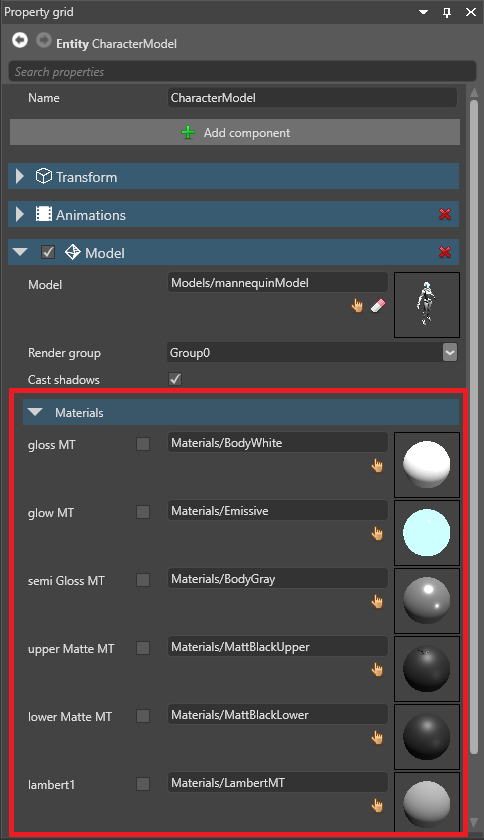 Property grid
Entity CharacterModel
Search properties
Name CharacterModel
Add component
Transform
Animations
Model
Model Models/mannequinModel
Render group Group0
Cast shadows
Materials
gloss MT Materials/BodyWhite
glow MT Materials/Emissive
semi Gloss MT Materials/BodyGray
upper Matte MT Materials/MattBlackUpper
lower Matte MT Materials/MattBlackLower
lambert1 Materials/LambertMT